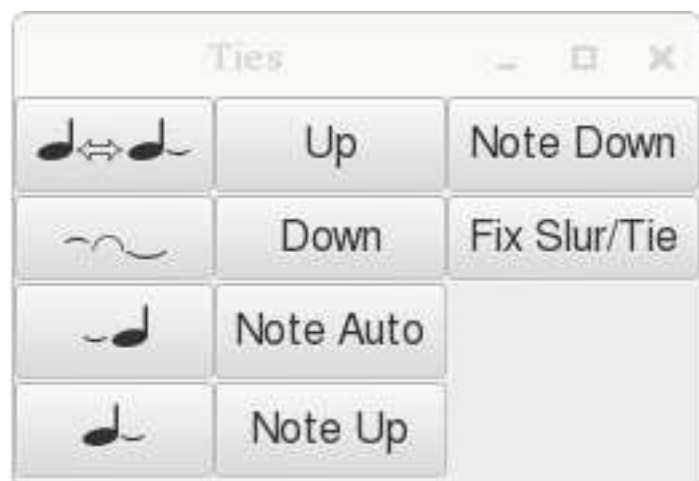 Ties
Up Note Down
Down Fix Slur/Tie
Note Auto
Note Up